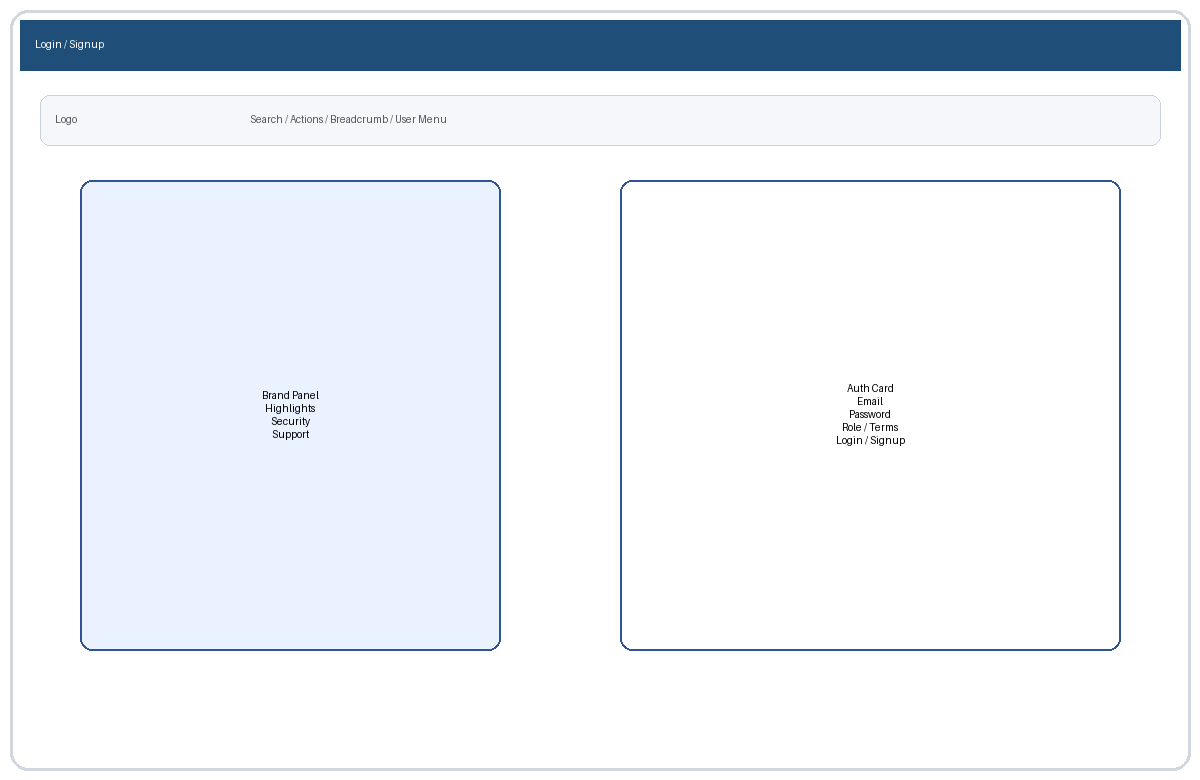 Login / Signup
Logo
Search / Actions / Breadcrumb / User Menu
Brand Panel
Highlights
Security
Support
Auth Card
Email
Password
Role / Terms
Login / Signup